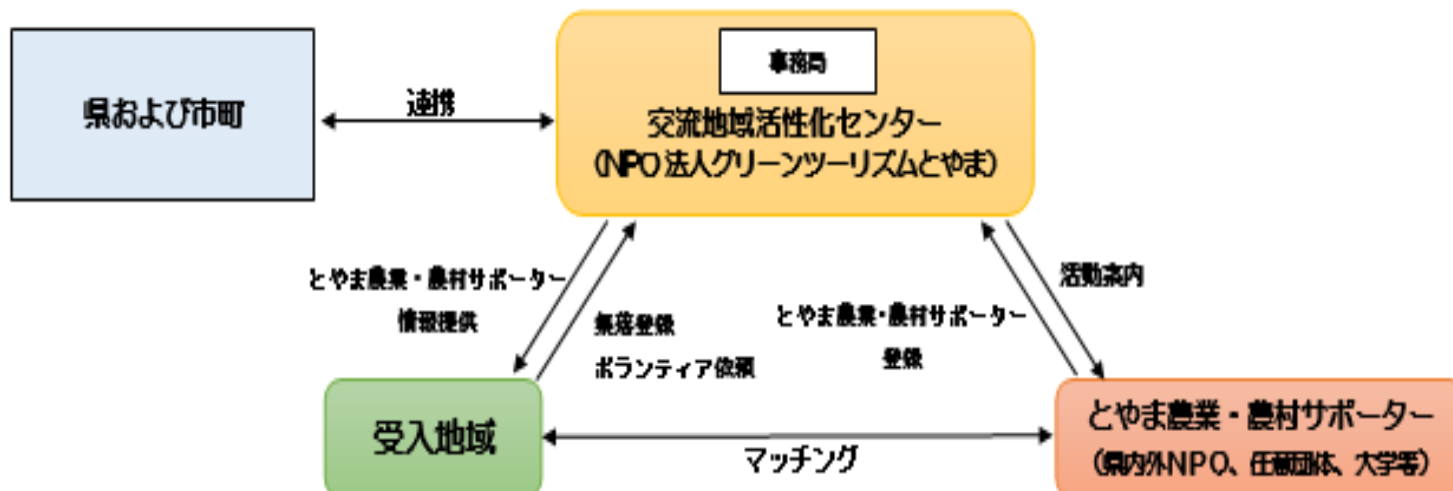 事務局
県および市町
連携
交流地域活性化センター
(NPO法人グリーンツーリズムとやま)
とやま農業・農村サポーター
情報提供
集落登録
ボランティア依頼
とやま農業・農村サポーター
登録
活動案内
受入地域
マッチング
とやま農業・農村サポーター
(県内外NPO、任意団体、大学等)